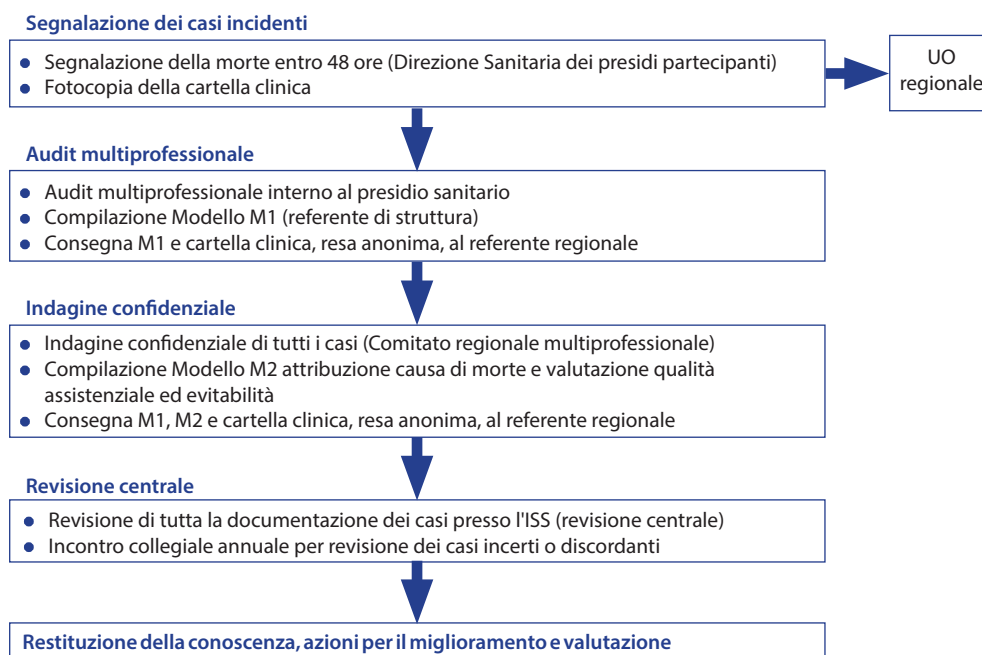 Segnalazione dei casi incidenti
● Segnalazione della morte entro 48 ore (Direzione Sanitaria dei presidi partecipanti)
● Fotocopia della cartella clinica
UO
regionale
Audit multiprofessionale
● Audit multiprofessionale interno al presidio sanitario
● Compilazione Modello M1 (referente di struttura)
● Consegna M1 e cartella clinica, resa anonima, al referente regionale
Indagine confidenziale
● Indagine confidenziale di tutti i casi (Comitato regionale multiprofessionale)
● Compilazione Modello M2 attribuzione causa di morte e valutazione qualità
assistenziale ed evitabilità
● Consegna M1, M2 e cartella clinica, resa anonima, al referente regionale
Revisione centrale
● Revisione di tutta la documentazione dei casi presso l'ISS (revisione centrale)
● Incontro collegiale annuale per revisione dei casi incerti o discordanti
Restituzione della conoscenza, azioni per il miglioramento e valutazione